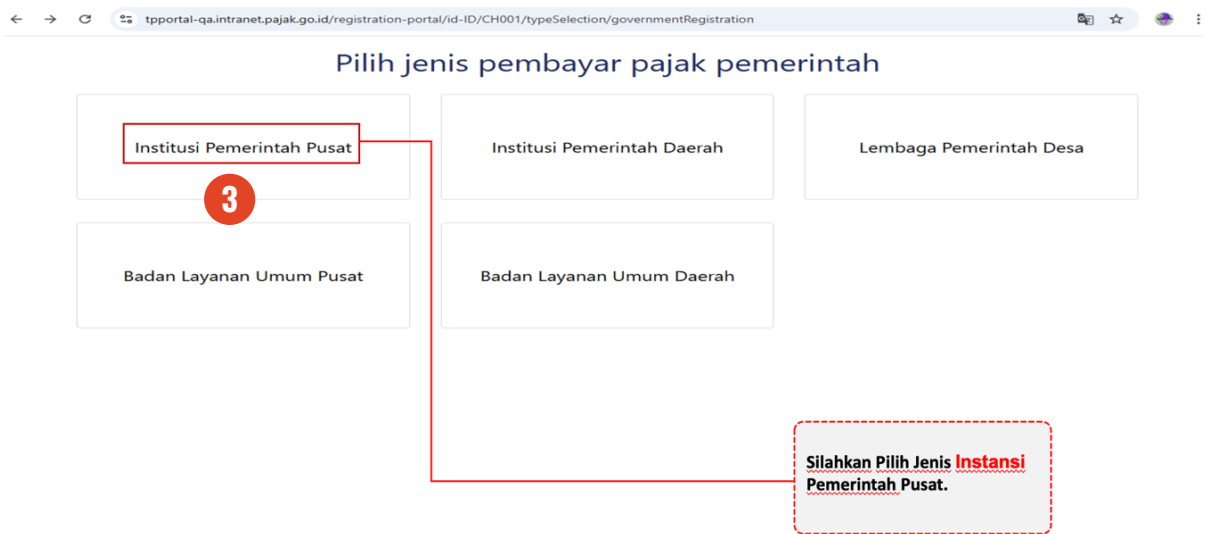 tpportal-qa.intranet.pajak.go.id/registration-portal/id-ID/CH001/typeSelection/governmentRegistration
Pilih jenis pembayar pajak pemerintah
Institusi Pemerintah Pusat
Institusi Pemerintah Daerah
Lembaga Pemerintah Desa
3
Badan Layanan Umum Pusat
Badan Layanan Umum Daerah
Silahkan Pilih Jenis Instansi
Pemerintah Pusat.